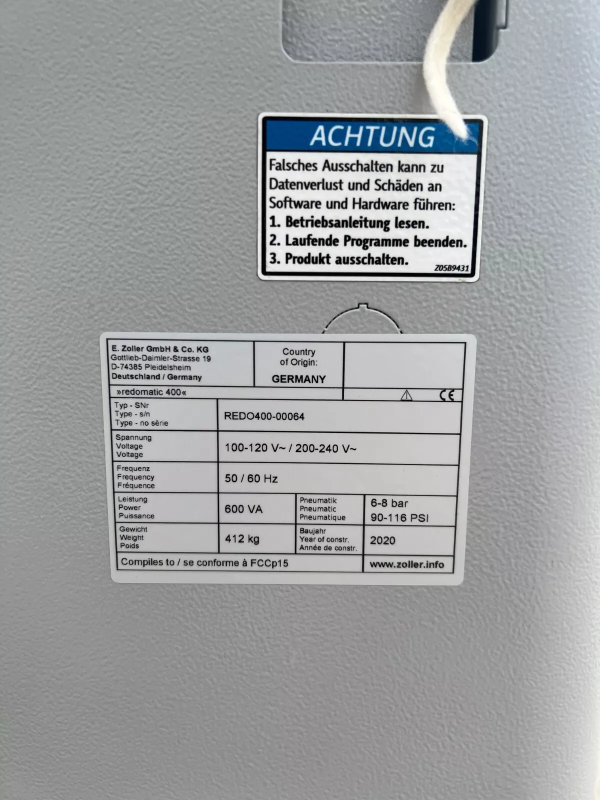 ACHTUNG
Falsches Ausschalten kann zu
Datenverlust und Schäden an
Software und Hardware führen:
1. Betriebsanleitung lesen.
2. Laufende Programme beenden.
3. Produkt ausschalten.
Z0589431
E. Zoller GmbH & Co. KG
Gottlieb-Daimler-Strasse 19
D-74385 Pleidelsheim
Deutschland / Germany
Country
of Origin:
GERMANY
»redomatic 400«
CE
Typ - SNr
Type - s/n
Type - no série
REDO400-00064
Spannung
Voltage
Voltage
100-120 V~ / 200-240 V~
Frequenz
Frequency
Fréquence
50 / 60 Hz
Leistung
Power
Puissance
600 VA
Pneumatik
Pneumatic
Pneumatique
6-8 bar
90-116 PSI
Gewicht
Weight
Poids
412 kg
Baujahr
Year of constr.
Année de constr.
2020
Compiles to / se conforme à FCCp15
www.zoller.info